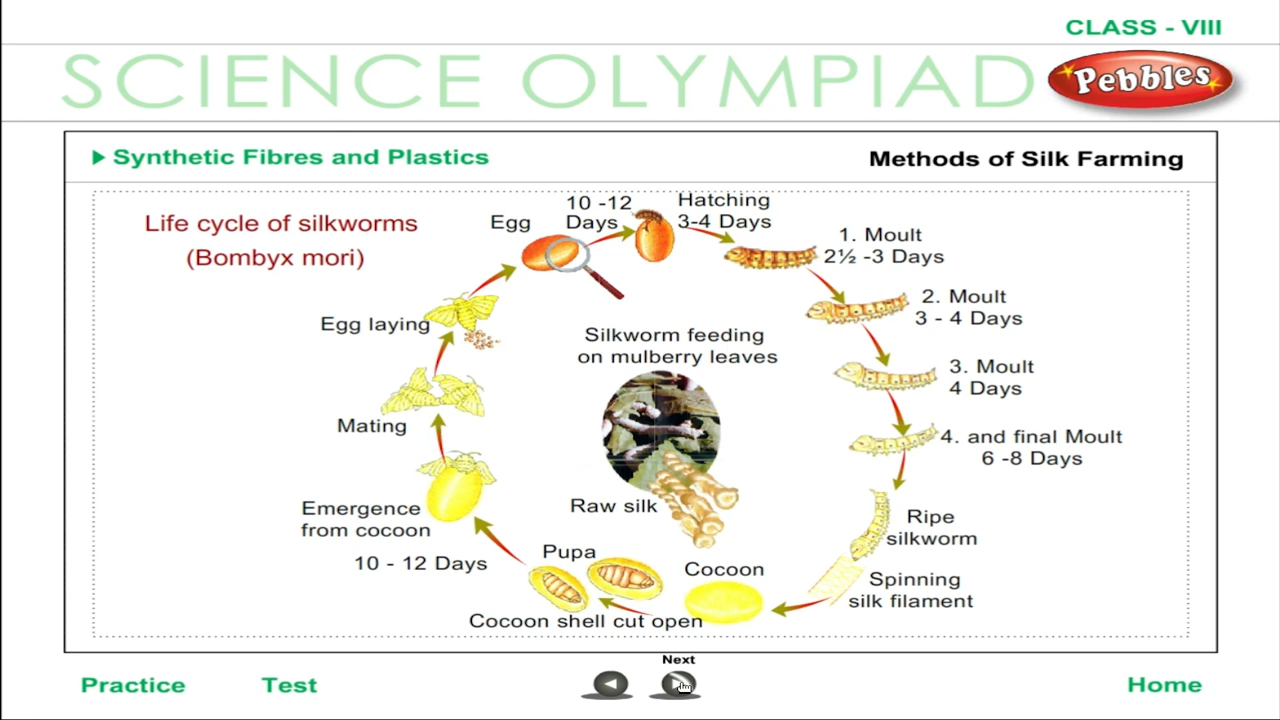 CLASS - VIII
SCIENCE OLYMPIAD
Pebbles
Synthetic Fibres and Plastics
Methods of Silk Farming
Life cycle of silkworms
(Bombyx mori)
Egg
10 -12
Days
Hatching
3-4 Days
1. Moult
2½ -3 Days
2. Moult
3 - 4 Days
3. Moult
4 Days
4. and final Moult
6 -8 Days
Ripe
silkworm
Spinning
silk filament
Cocoon
Pupa
Cocoon shell cut open
10 - 12 Days
Emergence
from cocoon
Mating
Egg laying
Silkworm feeding
on mulberry leaves
Raw silk
Next
Practice
Test
Home